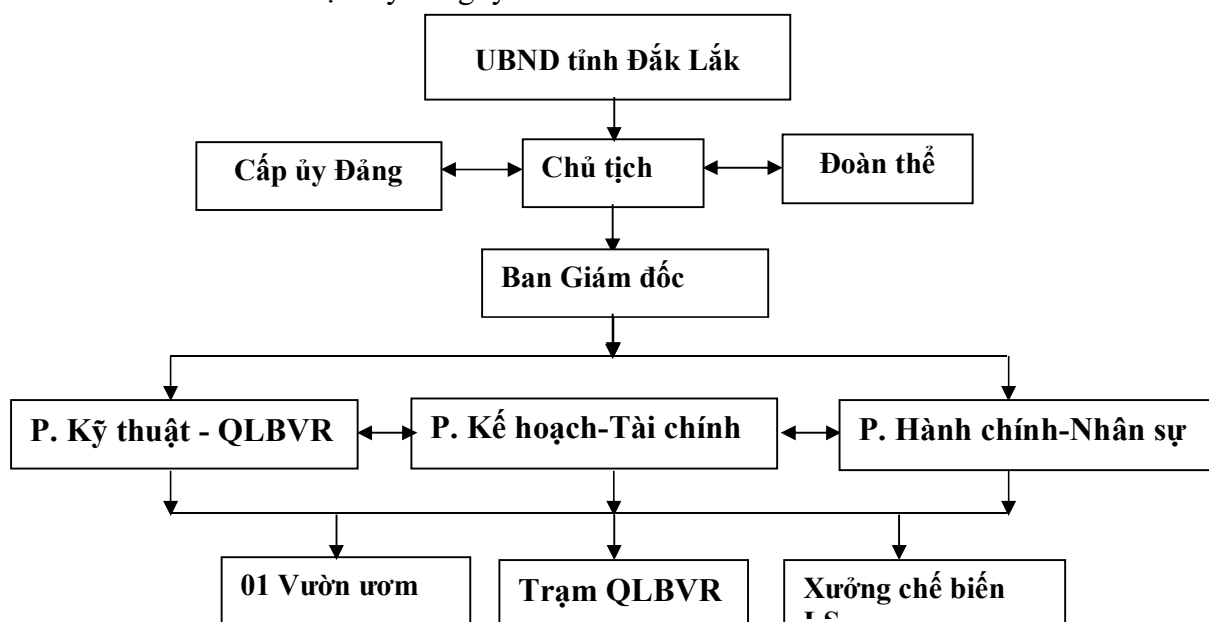 UBND tỉnh Đắk Lắk
Cấp ủy Đảng
Chủ tịch
Đoàn thể
Ban Giám đốc
P. Kỹ thuật - QLBVR
P. Kế hoạch-Tài chính
P. Hành chính-Nhân sự
01 Vườn ươm
Trạm QLBVR
Xưởng chế biến